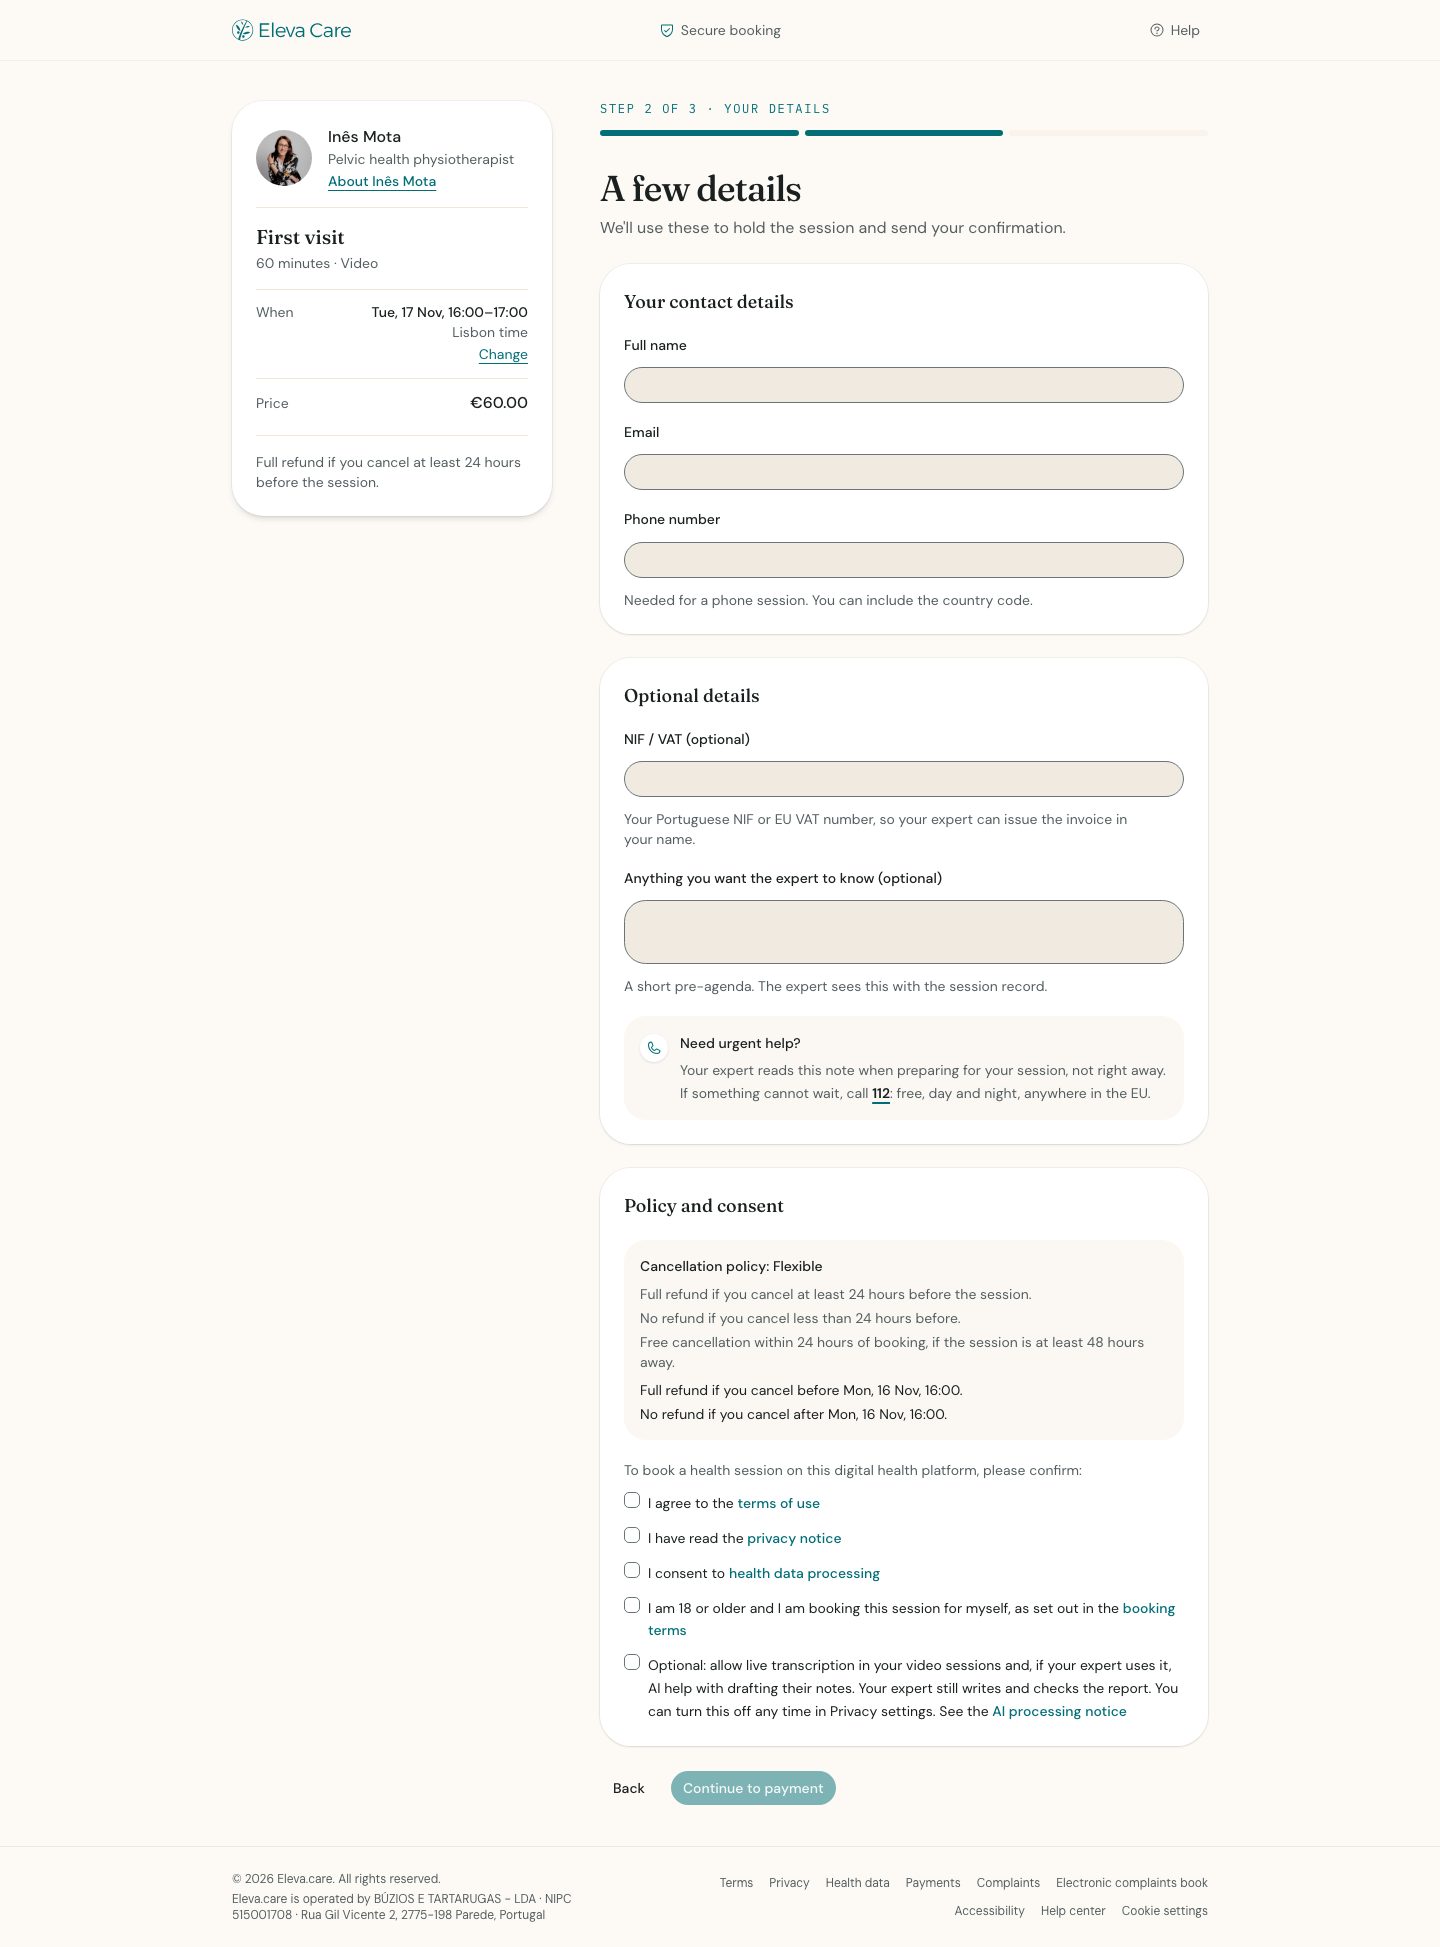 Eleva Care
Secure booking
Help
Inês Mota
Pelvic health physiotherapist
About Inês Mota
First visit
60 minutes · Video
When
Tue, 17 Nov, 16:00–17:00
Lisbon time
Change
Price
€60.00
Full refund if you cancel at least 24 hours
before the session.
STEP 2 OF 3 · YOUR DETAILS
A few details
We'll use these to hold the session and send your confirmation.
Your contact details
Full name
Email
Phone number
Needed for a phone session. You can include the country code.
Optional details
NIF / VAT (optional)
Your Portuguese NIF or EU VAT number, so your expert can issue the invoice in
your name.
Anything you want the expert to know (optional)
A short pre-agenda. The expert sees this with the session record.
Need urgent help?
Your expert reads this note when preparing for your session, not right away.
If something cannot wait, call 112: free, day and night, anywhere in the EU.
Policy and consent
Cancellation policy: Flexible
Full refund if you cancel at least 24 hours before the session.
No refund if you cancel less than 24 hours before.
Free cancellation within 24 hours of booking, if the session is at least 48 hours
away.
Full refund if you cancel before Mon, 16 Nov, 16:00.
No refund if you cancel after Mon, 16 Nov, 16:00.
To book a health session on this digital health platform, please confirm:
I agree to the terms of use
I have read the privacy notice
I consent to health data processing
I am 18 or older and I am booking this session for myself, as set out in the booking
terms
Optional: allow live transcription in your video sessions and, if your expert uses it,
AI help with drafting their notes. Your expert still writes and checks the report. You
can turn this off any time in Privacy settings. See the AI processing notice
Back
Continue to payment
© 2026 Eleva.care. All rights reserved.
Eleva.care is operated by BÚZIOS E TARTARUGAS - LDA · NIPC
515001708 · Rua Gil Vicente 2, 2775-198 Parede, Portugal
Terms Privacy Health data Payments Complaints Electronic complaints book
Accessibility Help center Cookie settings